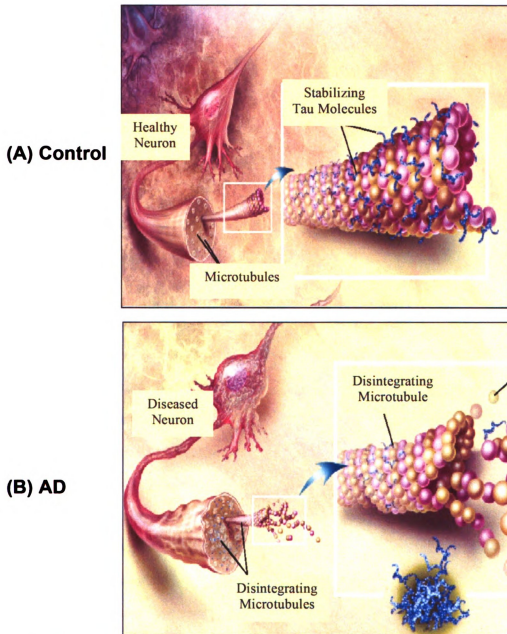 (A) Control
Healthy
Neuron
Stabilizing
Tau Molecules
Microtubules
(B) AD
Diseased
Neuron
Disintegrating
Microtubule
Disintegrating
Microtubules